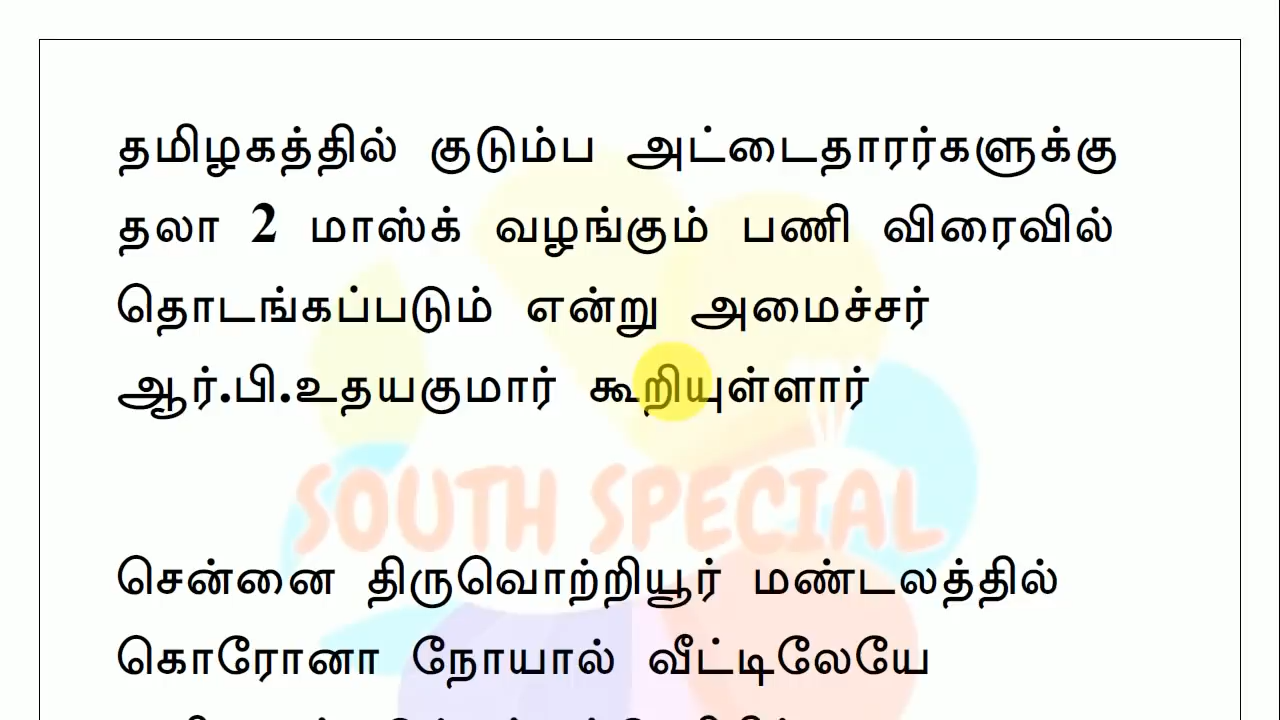 தமிழகத்தில் குடும்ப அட்டைதாரர்களுக்கு
தலா 2 மாஸ்க் வழங்கும் பணி விரைவில்
தொடங்கப்படும் என்று அமைச்சர்
ஆர்.பி.உதயகுமார் கூறியுள்ளார்
SOUTH SPECIAL
சென்னை திருவொற்றியூர் மண்டலத்தில்
கொரோனா நோயால் வீட்டிலேயே